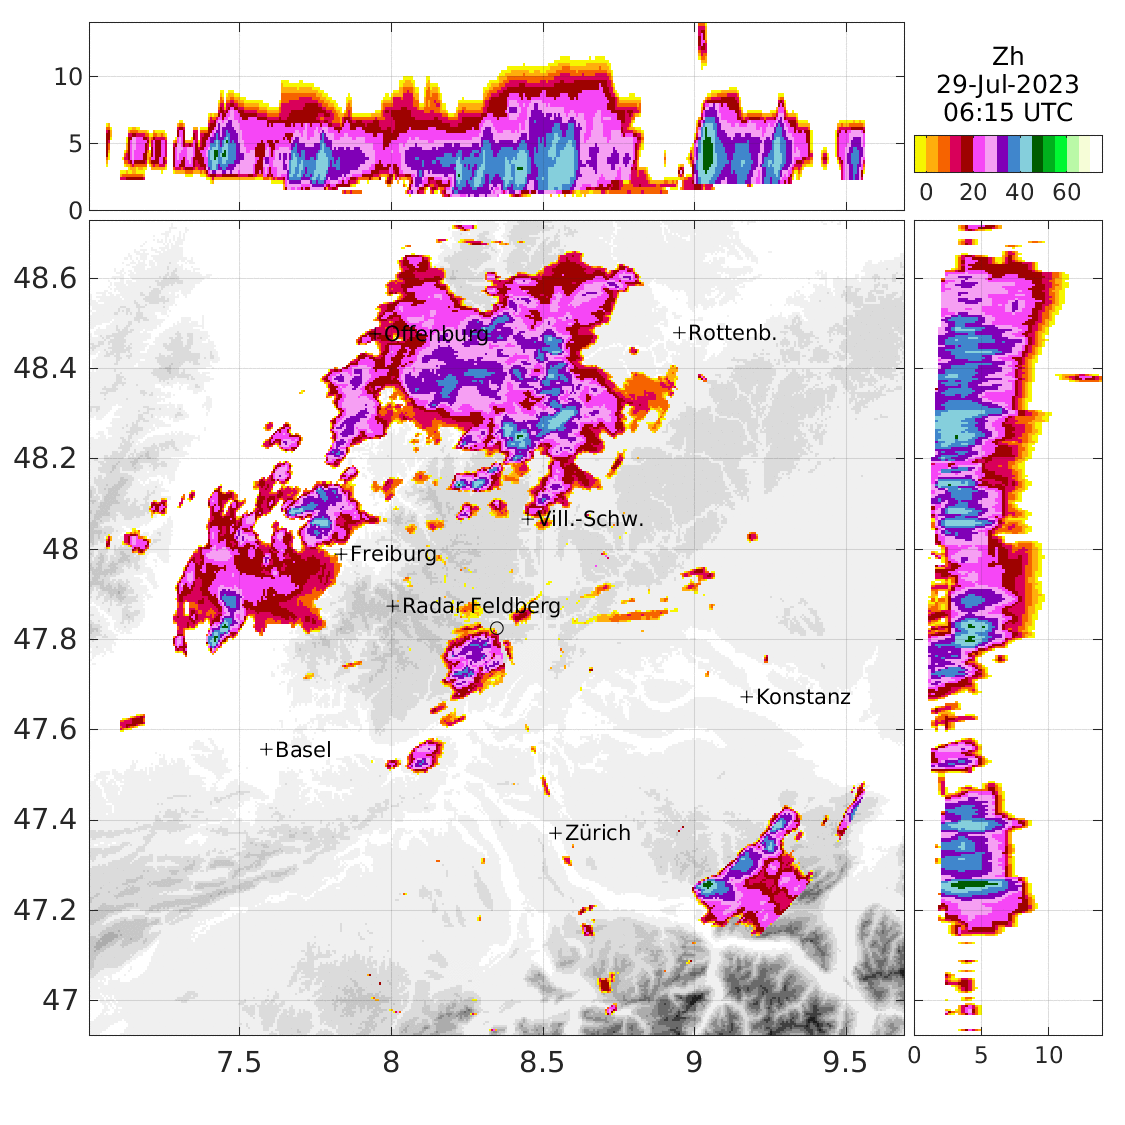 10
5
0
Zh
29-Jul-2023
06:15 UTC
0 20 40 60
48.6
48.4
48.2
48
47.8
47.6
47.4
47.2
47
+Offenburg
+Rottenb.
+Vill.-Schw.
+Freiburg
+Radar Feldberg
+Konstanz
+Basel
+Zürich
7.5 8 8.5 9 9.5
0 5 10